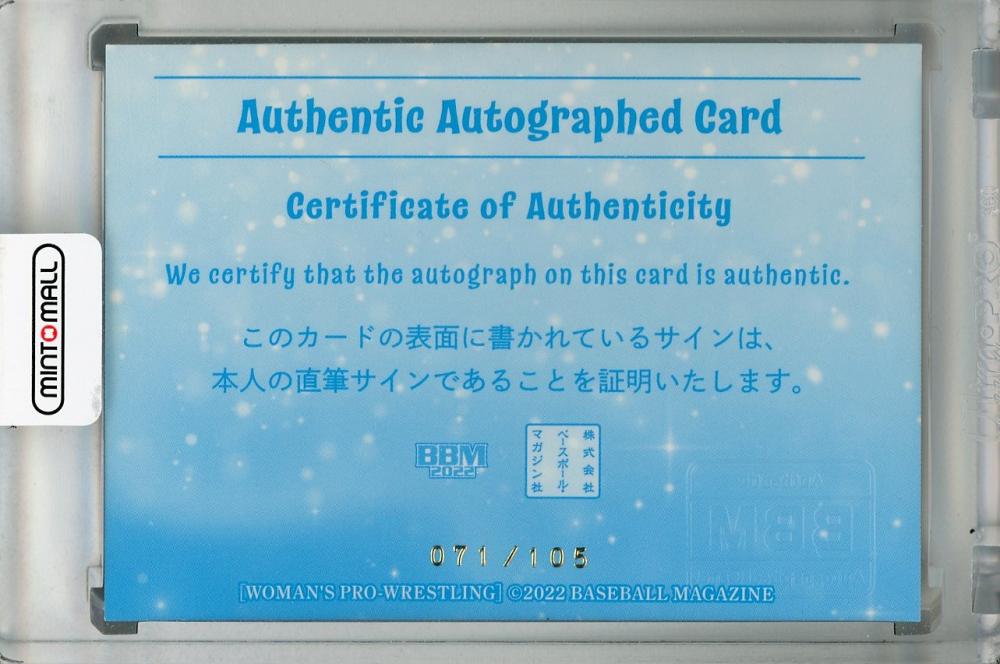 Authentic Autographed Card
Certificate of Authenticity
We certify that the autograph on this card is authentic.
このカードの表面に書かれているサインは、
本人の直筆サインであることを証明いたします。
BBM
2022
株式会社
ベースボール・
マガジン社
071/105
[WOMAN'S PRO-WRESTLING] ©2022 BASEBALL MAGAZINE
MINTOMALL
BBM